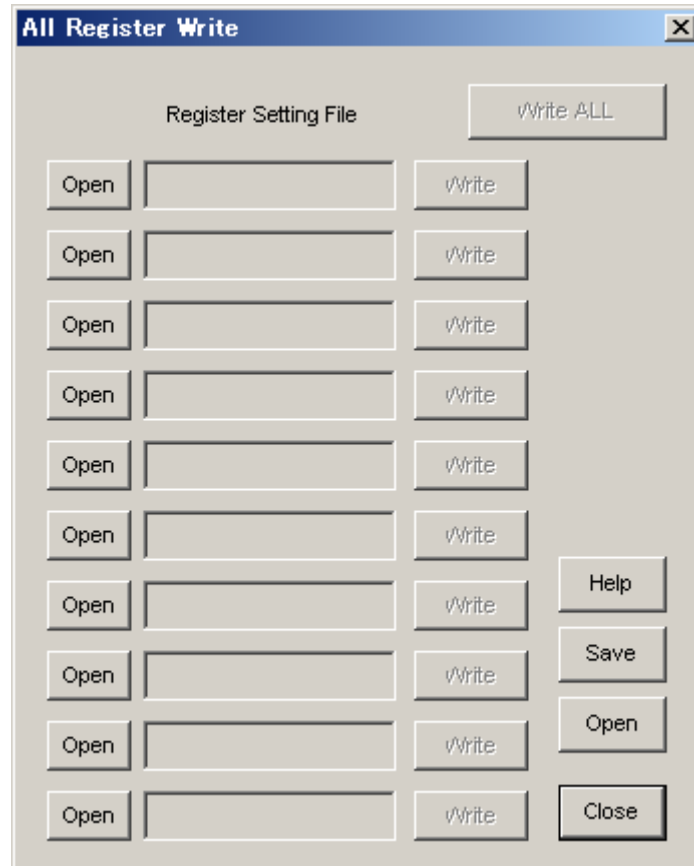 All Register Write
Register Setting File
Write ALL
Open
Write
Open
Write
Open
Write
Open
Write
Open
Write
Open
Write
Open
Write
Help
Open
Write
Save
Open
Write
Open
Open
Write
Close